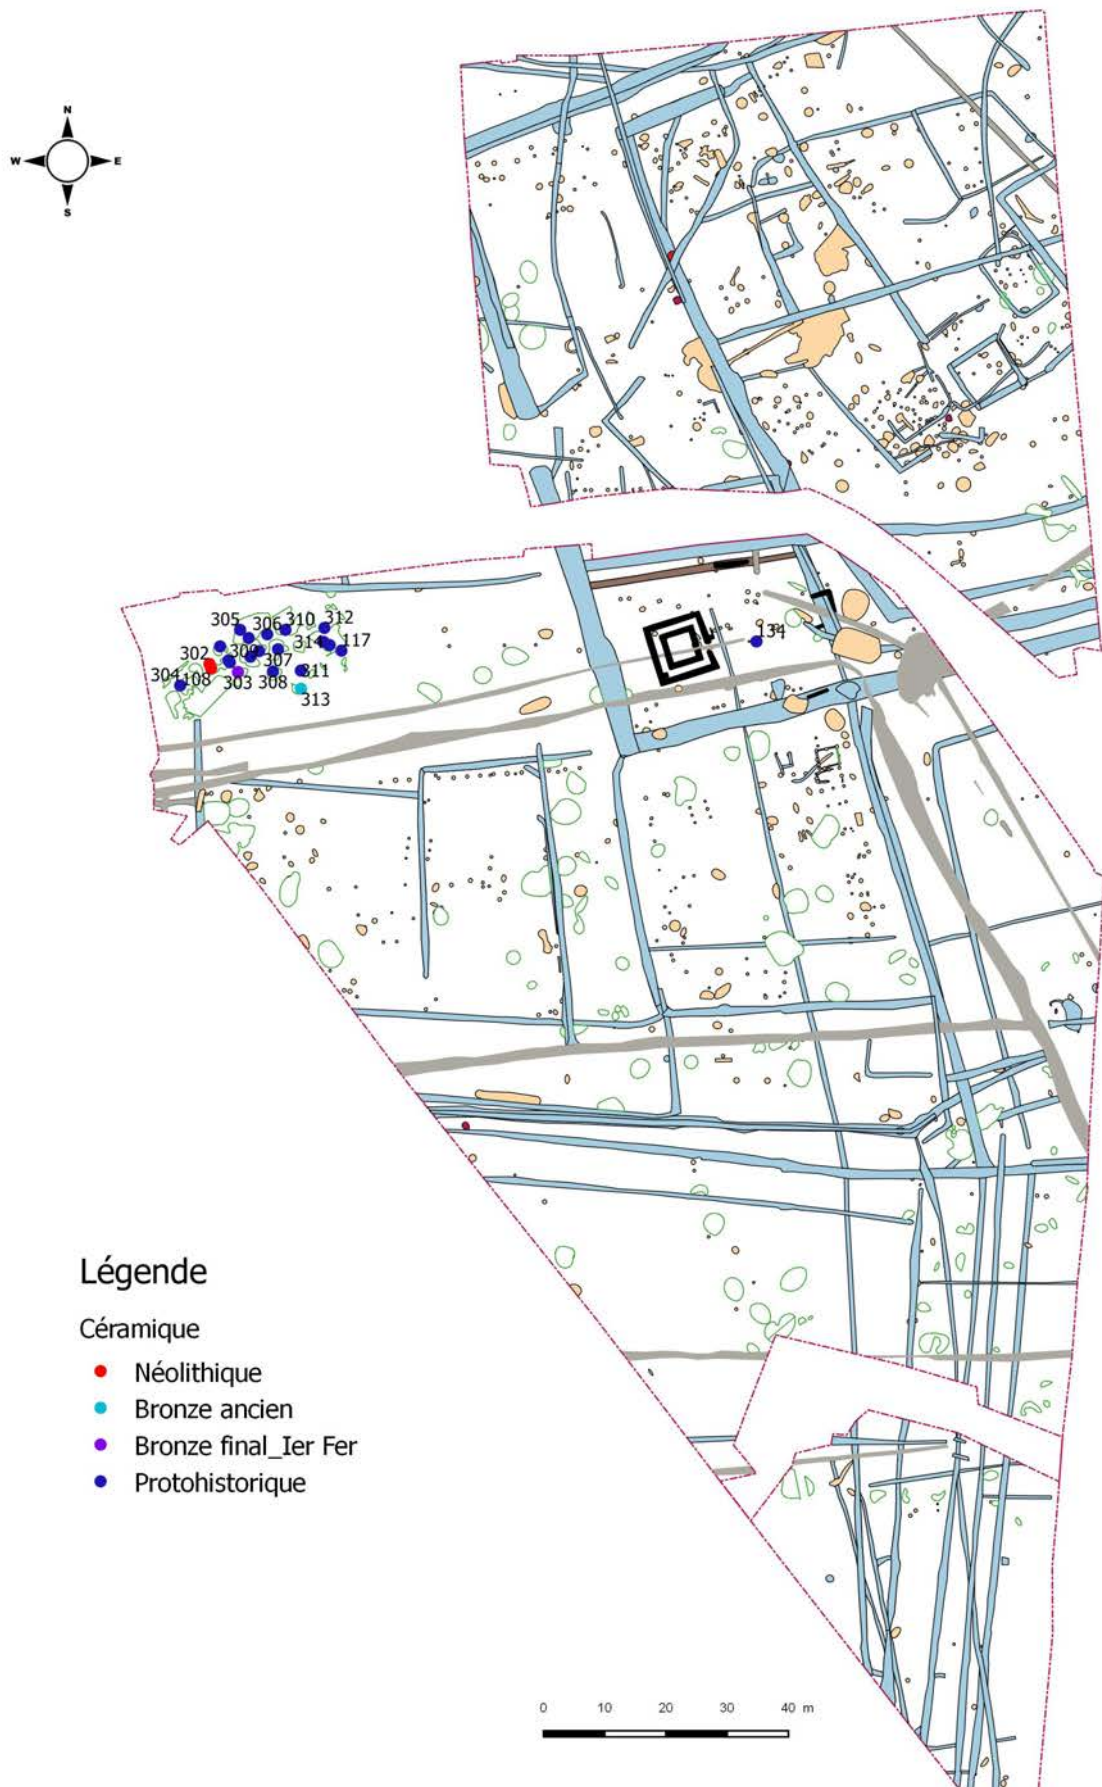 N
W E
S
305 306 310 312
302 309 314 117
307
304 108 303 308 311
313
134
Légende
Céramique
Néolithique
Bronze ancien
Bronze final_Ier Fer
Protohistorique
0 10 20 30 40 m